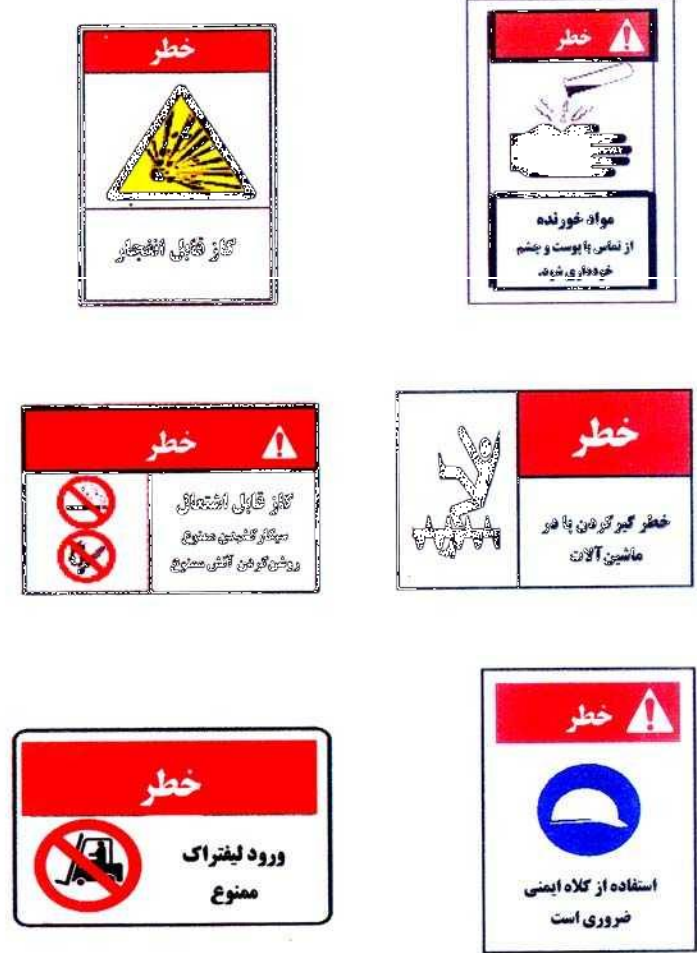 خطر
مواد خورنده
از تماس با پوست و چشم
خودداری شود.
خطر
گاز قابل انفجار
خطر
خطر گیر کردن پا در
ماشین آلات
خطر
گاز قابل اشتعال
سیگار کشیدن ممنوع
روشن کردن آتش ممنوع
خطر
استفاده از کلاه ایمنی
ضروری است
خطر
ورود لیفتراک
ممنوع